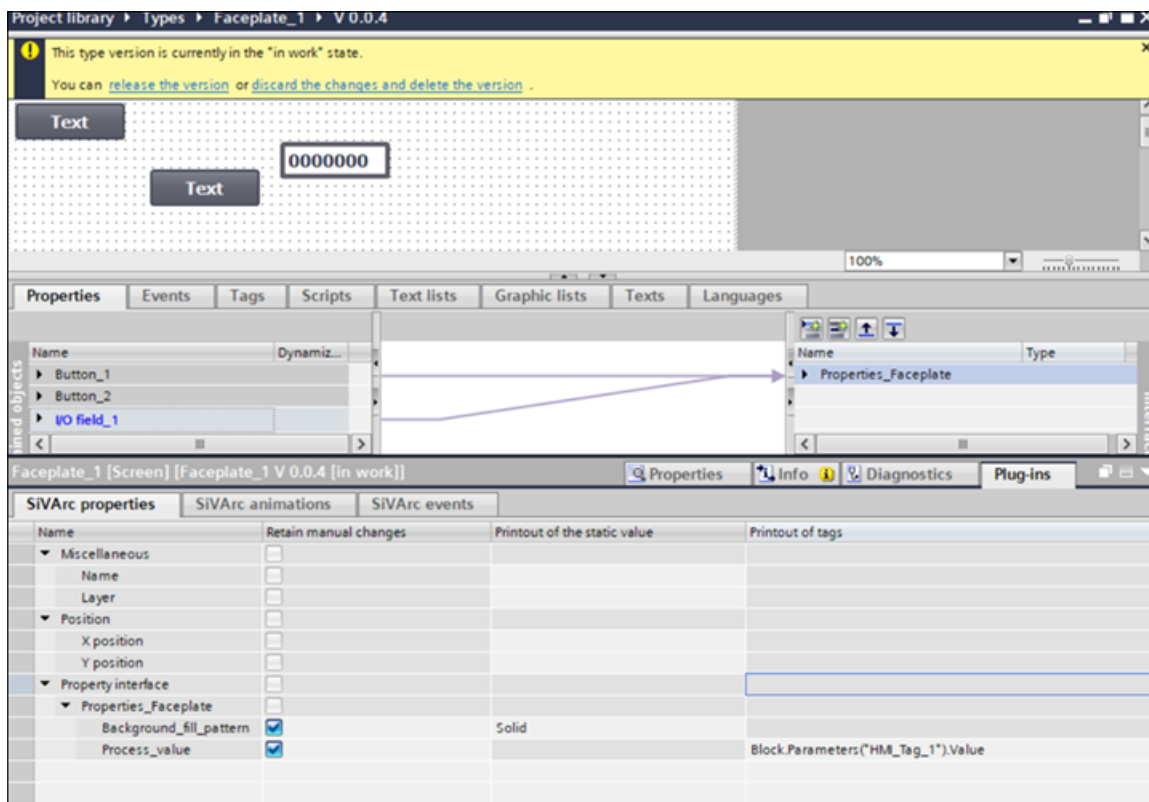 Project library ▸ Types ▸ Faceplate_1 ▸ V 0.0.4
This type version is currently in the "in work" state.
You can release the version or discard the changes and delete the version .
Text
0000000
Text
100%
Properties Events Tags Scripts Text lists Graphic lists Texts Languages
Name Dynamiz... Name Type
Button_1 Properties_Faceplate
Button_2
I/O field_1
Faceplate_1 [Screen] [Faceplate_1 V 0.0.4 [in work]] Properties Info Diagnostics Plug-ins
SiVArc properties SiVArc animations SiVArc events
Name Retain manual changes Printout of the static value Printout of tags
Miscellaneous
Name
Layer
Position
X position
Y position
Property interface
Properties_Faceplate
Background_fill_pattern Solid
Process_value Block.Parameters("HMI_Tag_1").Value